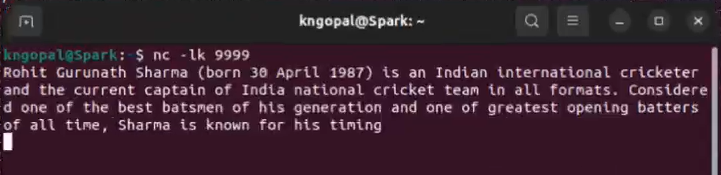 kngopal@Spark: ~
kngopal@Spark:~$ nc -lk 9999
Rohit Gurunath Sharma (born 30 April 1987) is an Indian international cricketer
and the current captain of India national cricket team in all formats. Considere
d one of the best batsmen of his generation and one of greatest opening batters
of all time, Sharma is known for his timing